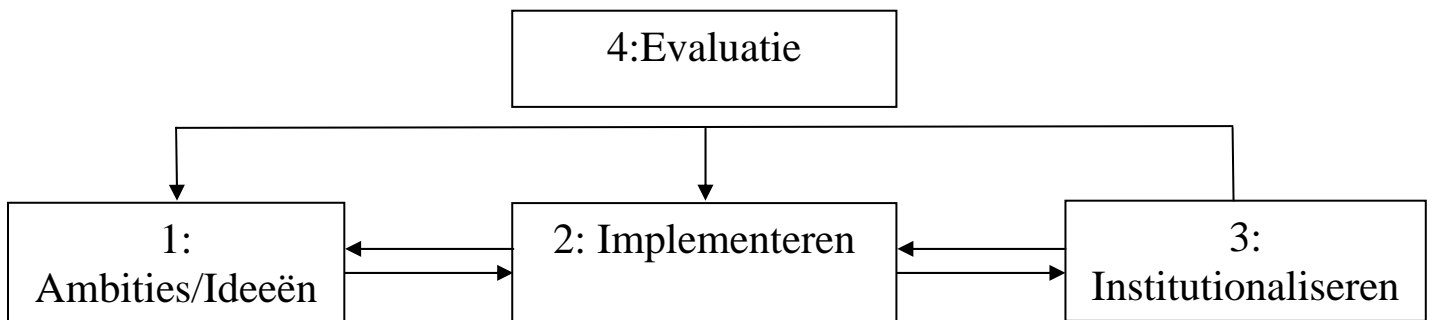 4:Evaluatie
1:
Ambities/Ideeën
2: Implementeren
3:
Institutionaliseren